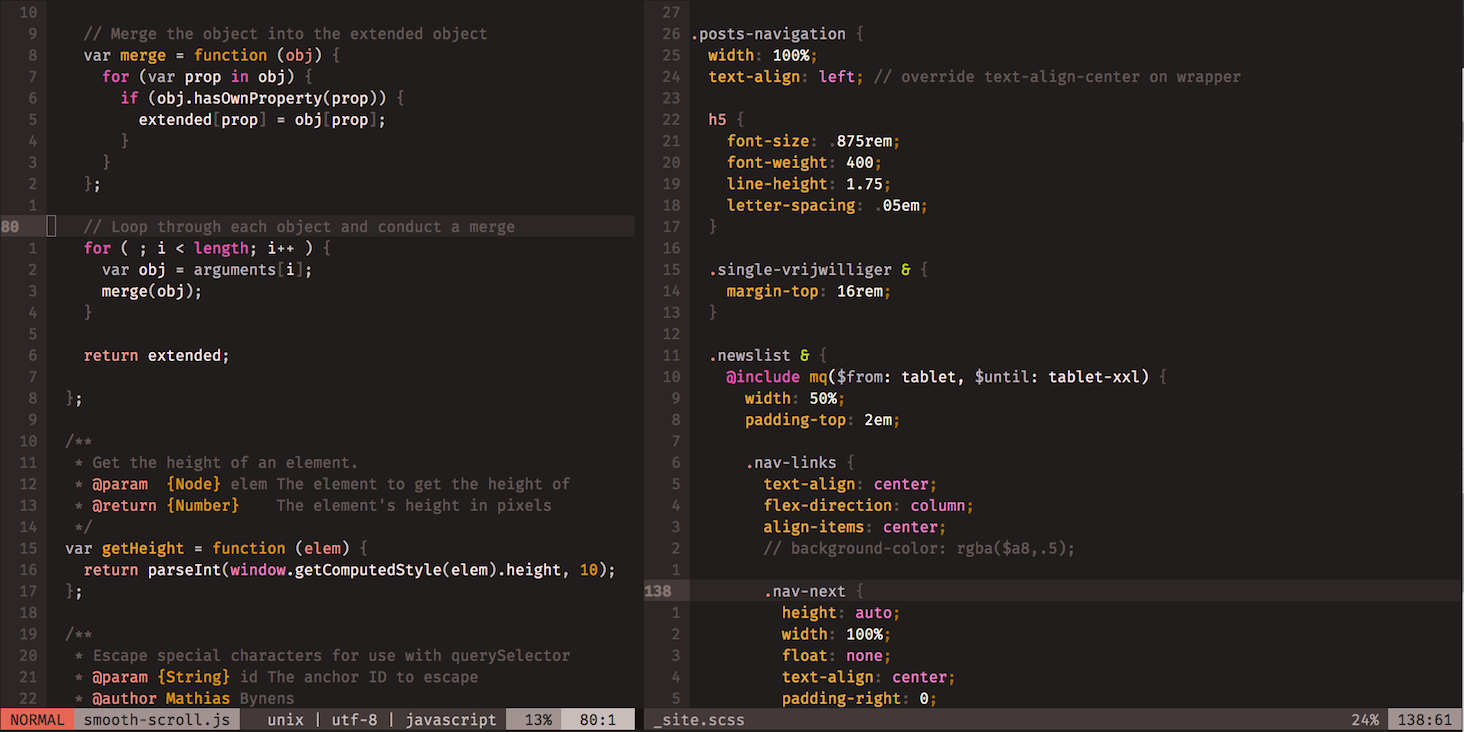 10
9 // Merge the object into the extended object
8 var merge = function (obj) {
7 for (var prop in obj) {
6 if (obj.hasOwnProperty(prop)) {
5 extended[prop] = obj[prop];
4 }
3 }
2 };
1
80 // Loop through each object and conduct a merge
1 for ( ; i < length; i++ ) {
2 var obj = arguments[i];
3 merge(obj);
4 }
5
6 return extended;
7
8 };
9
10 /**
11 * Get the height of an element.
12 * @param  {Node} elem The element to get the height of
13 * @return {Number}    The element's height in pixels
14 */
15 var getHeight = function (elem) {
16 return parseInt(window.getComputedStyle(elem).height, 10);
17 };
18
19 /**
20 * Escape special characters for use with querySelector
21 * @param {String} id The anchor ID to escape
22 * @author Mathias Bynens
NORMAL smooth-scroll.js unix | utf-8 | javascript 13% 80:1
27
26 .posts-navigation {
25 width: 100%;
24 text-align: left; // override text-align-center on wrapper
23
22 h5 {
21 font-size: .875rem;
20 font-weight: 400;
19 line-height: 1.75;
18 letter-spacing: .05em;
17 }
16
15 .single-vrijwilliger & {
14 margin-top: 16rem;
13 }
12
11 .newslist & {
10 @include mq($from: tablet, $until: tablet-xxl) {
9 width: 50%;
8 padding-top: 2em;
7
6 .nav-links {
5 text-align: center;
4 flex-direction: column;
3 align-items: center;
2 // background-color: rgba($a8,.5);
1
138 .nav-next {
1 height: auto;
2 width: 100%;
3 float: none;
4 text-align: center;
5 padding-right: 0;
_site.scss 24% 138:61